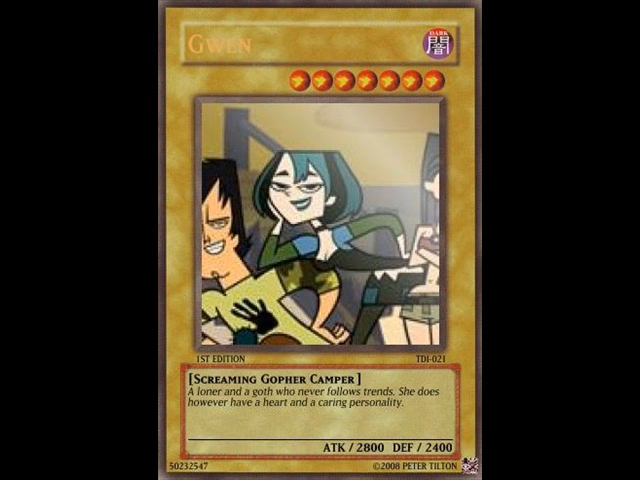 Gwen
DARK
闇
1ST EDITION TDI-021
[Screaming Gopher Camper]
A loner and a goth who never follows trends. She does
however have a heart and a caring personality.
ATK / 2800 DEF / 2400
50232547 ©2008 PETER TILTON